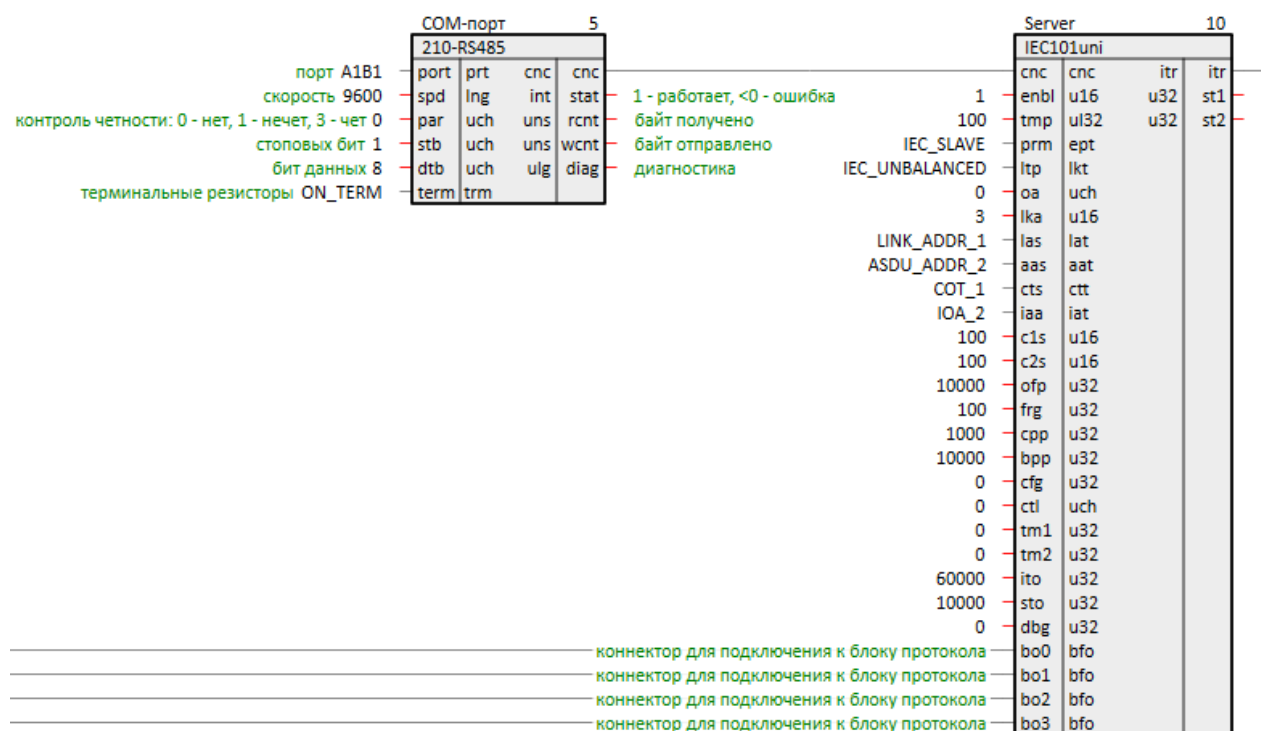 COM-порт 5 Server 10
210-RS485 IEC101uni
порт A1B1 port prt cnc cnc cnc cnc itr itr
скорость 9600 spd lng int stat 1 - работает, <0 - ошибка 1 enbl u16 u32 st1
контроль четности: 0 - нет, 1 - нечет, 3 - чет 0 par uch uns rcnt байт получено 100 tmp ul32 u32 st2
стоповых бит 1 stb uch uns wcnt байт отправлено IEC_SLAVE prm ept
бит данных 8 dtb uch ulg diag диагностика IEC_UNBALANCED ltp lkt
терминальные резисторы ON_TERM term trm 0 oa uch
3 lka u16
LINK_ADDR_1 las lat
ASDU_ADDR_2 aas aat
COT_1 cts ctt
IOA_2 iaa iat
100 c1s u16
100 c2s u16
10000 ofp u32
100 frg u32
1000 cpp u32
10000 bpp u32
0 cfg u32
0 ctl uch
0 tm1 u32
0 tm2 u32
60000 ito u32
10000 sto u32
0 dbg u32
коннектор для подключения к блоку протокола bo0 bfo
коннектор для подключения к блоку протокола bo1 bfo
коннектор для подключения к блоку протокола bo2 bfo
коннектор для подключения к блоку протокола bo3 bfo